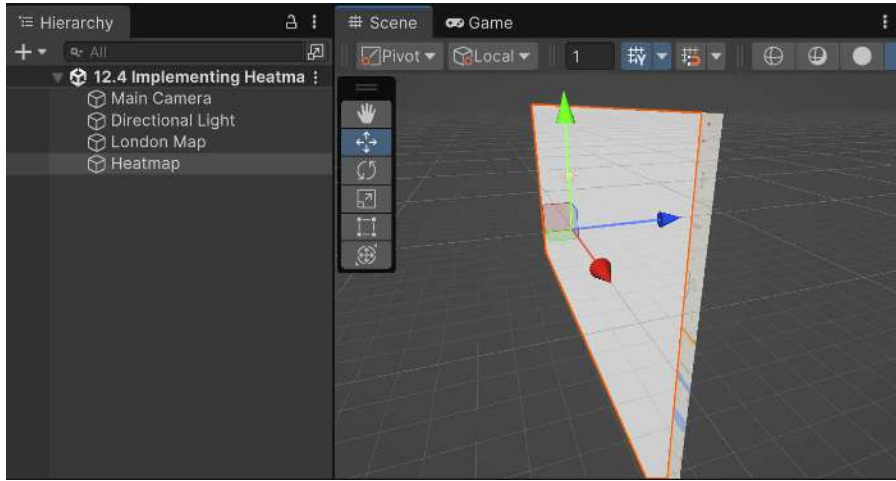 Hierarchy
Scene
Game
All
Pivot
Local
1
12.4 Implementing Heatma
Main Camera
Directional Light
London Map
Heatmap